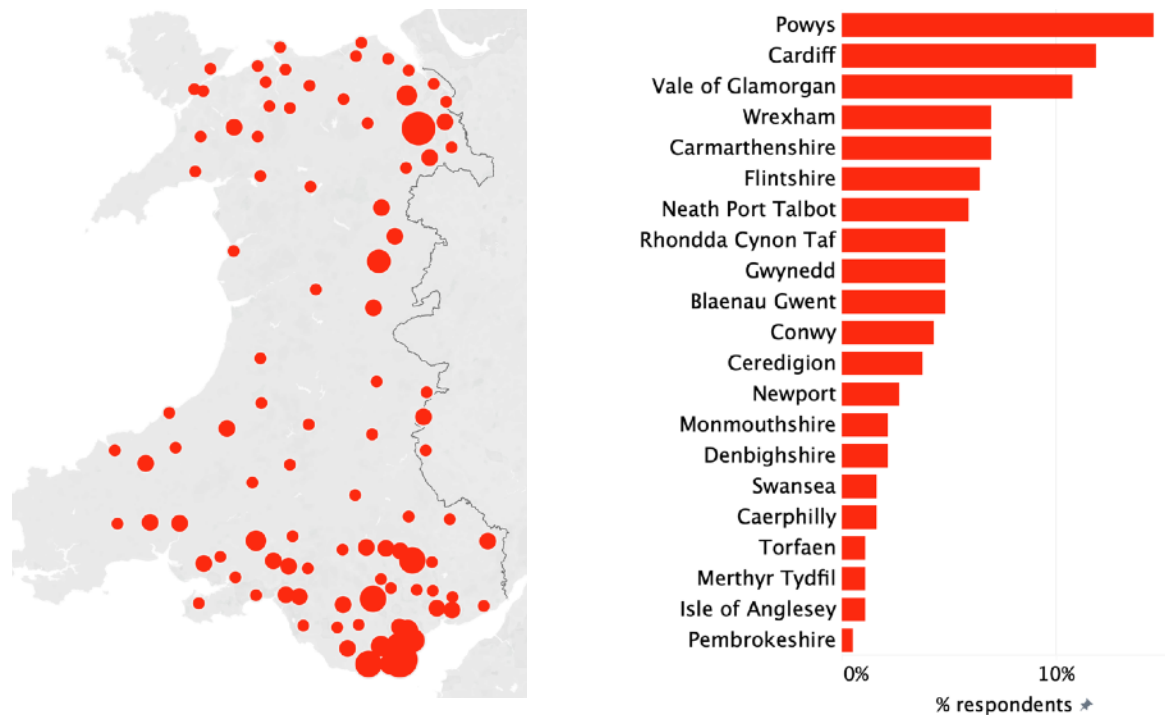 Powys
Cardiff
Vale of Glamorgan
Wrexham
Carmarthenshire
Flintshire
Neath Port Talbot
Rhondda Cynon Taf
Gwynedd
Blaenau Gwent
Conwy
Ceredigion
Newport
Monmouthshire
Denbighshire
Swansea
Caerphilly
Torfaen
Merthyr Tydfil
Isle of Anglesey
Pembrokeshire
0% 10%
% respondents